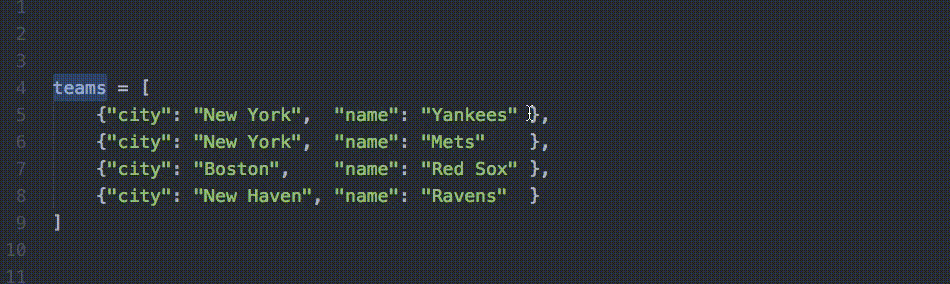 1
2
3
4 teams = [
5     {"city": "New York",  "name": "Yankees" },
6     {"city": "New York",  "name": "Mets"    },
7     {"city": "Boston",    "name": "Red Sox" },
8     {"city": "New Haven", "name": "Ravens"  }
9 ]
10
11